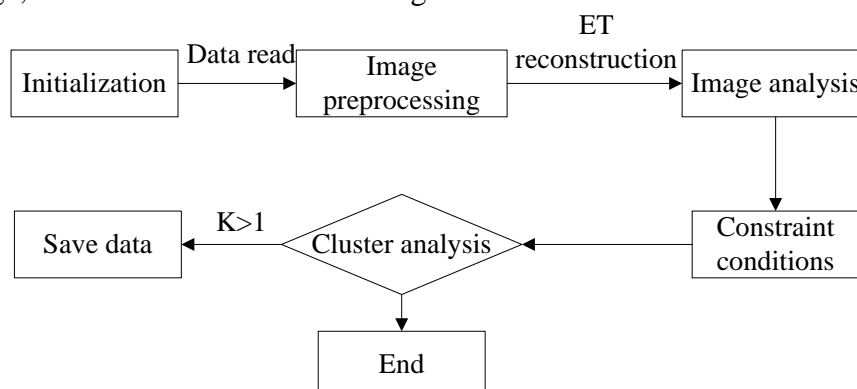 ET
Data read
reconstruction
Initialization
Image
preprocessing
Image analysis
K>1
Save data
Cluster analysis
Constraint
conditions
End